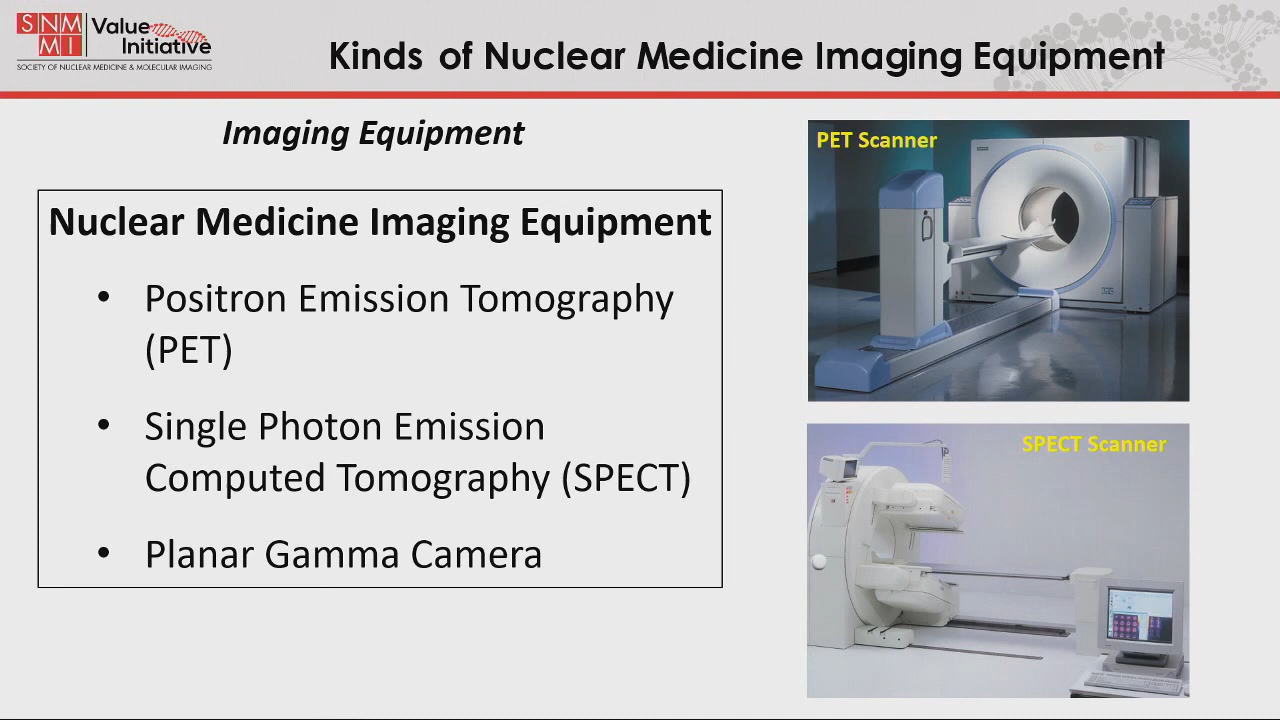 SNM
MI
Value
Initiative
SOCIETY OF NUCLEAR MEDICINE & MOLECULAR IMAGING
Kinds of Nuclear Medicine Imaging Equipment
Imaging Equipment
Nuclear Medicine Imaging Equipment
• Positron Emission Tomography
(PET)
• Single Photon Emission
Computed Tomography (SPECT)
• Planar Gamma Camera
PET Scanner
SPECT Scanner